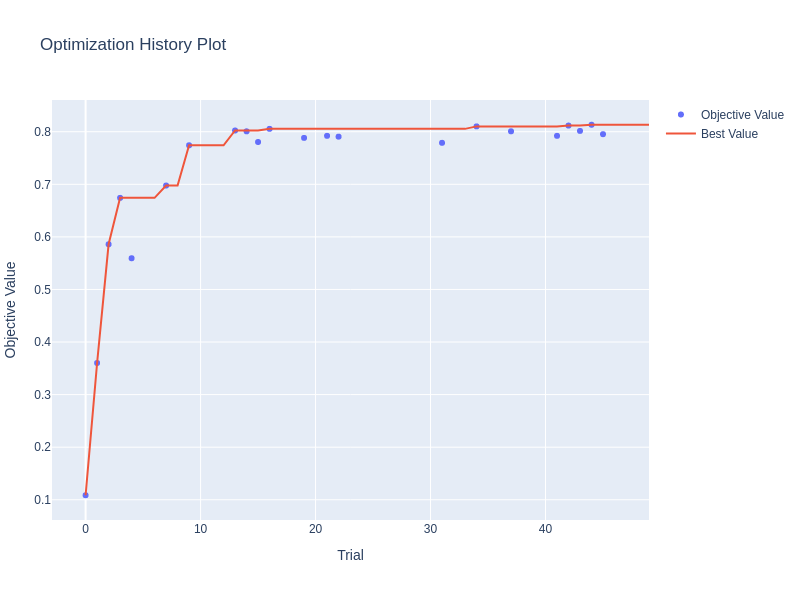 Optimization History Plot
Objective Value
Best Value
0.8
0.7
0.6
0.5
0.4
0.3
0.2
0.1
Objective Value
0
10
20
30
40
Trial